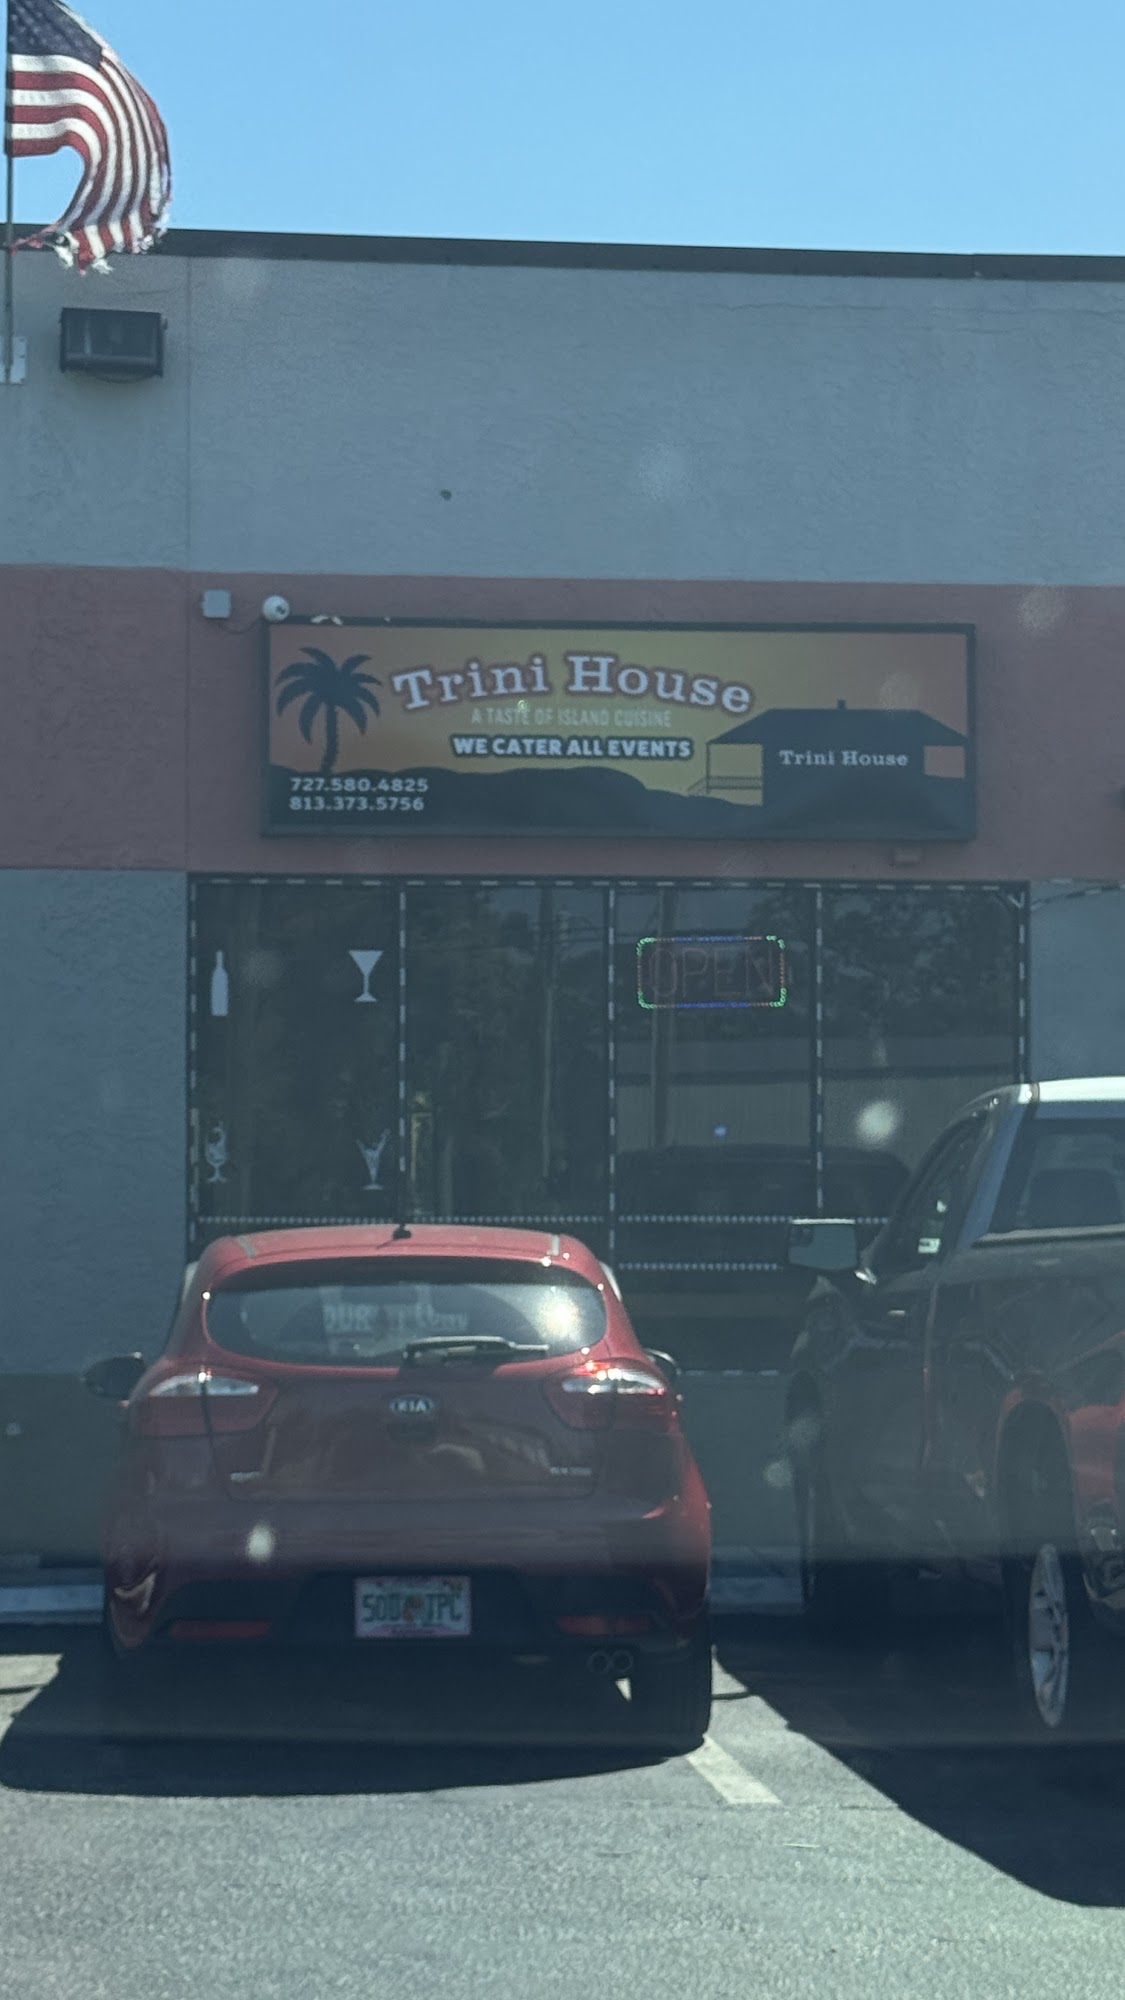 Trini House
A TASTE OF ISLAND CUISINE
WE CATER ALL EVENTS
Trini House
727.580.4825
813.373.5756
OPEN
KIA